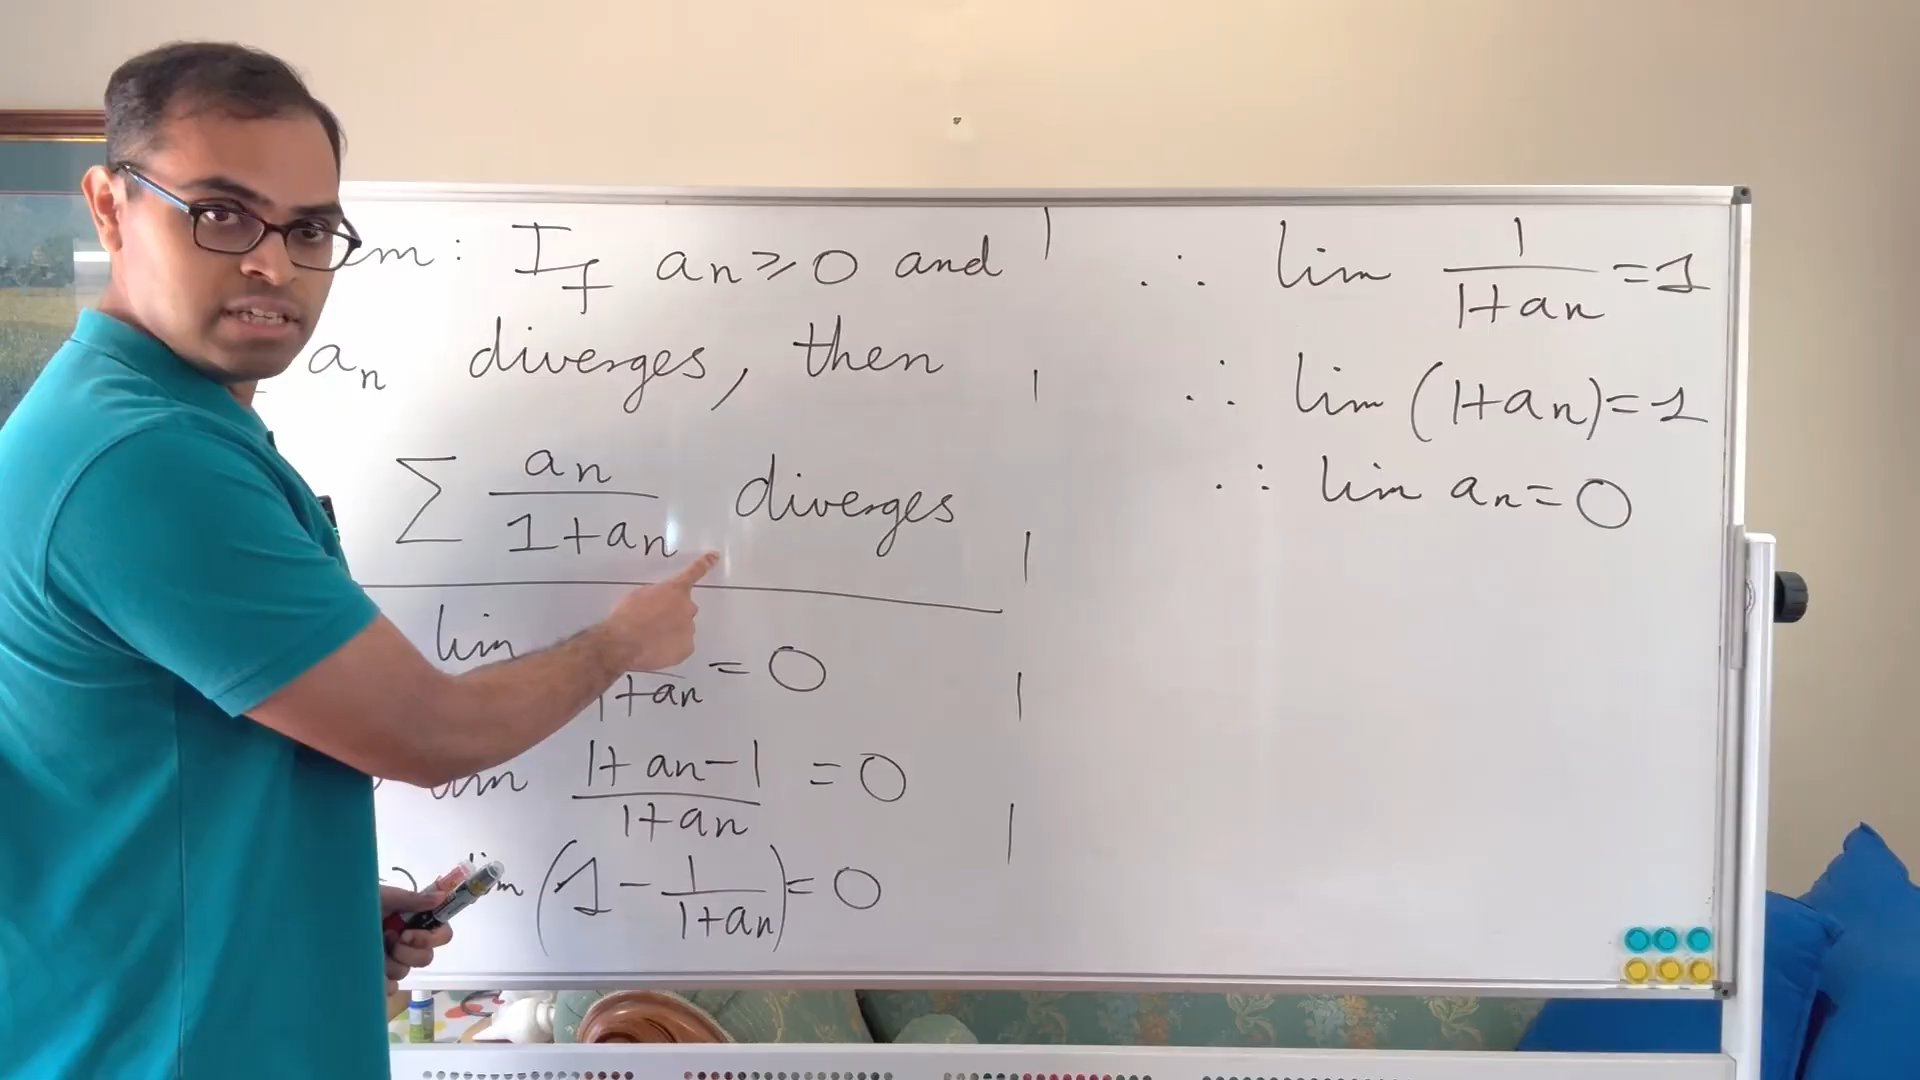 em: If an ⩾ 0 and
an diverges, then
∑ an / 1+an diverges
lim 1+an = 0
lim 1+an-1 / 1+an = 0
(1 - 1 / 1+an) = 0
∴ lim 1 / 1+an = 1
∴ lim (1+an) = 1
∴ lim an = 0